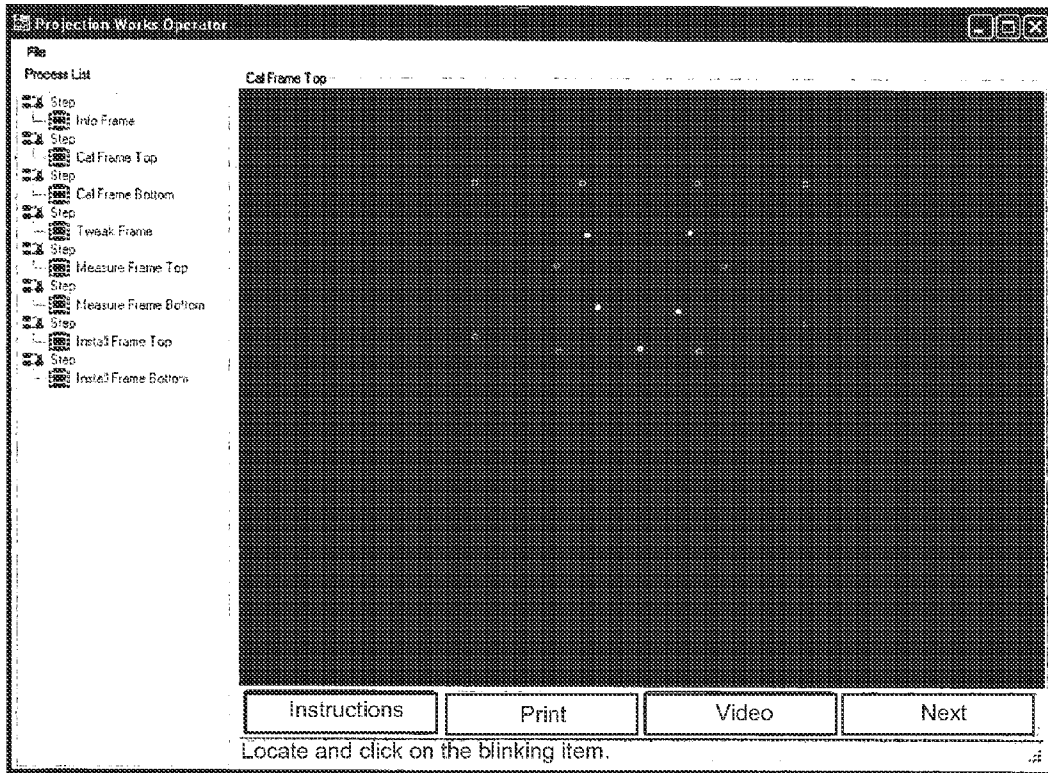 Projection Works Operator
File
Process List
Step
Info Frame
Step
Cal Frame Top
Step
Cal Frame Bottom
Step
Tweak Frame
Step
Measure Frame Top
Step
Measure Frame Bottom
Step
Install Frame Top
Step
Install Frame Bottom
Cal Frame Top
Instructions
Print
Video
Next
Locate and click on the blinking item.